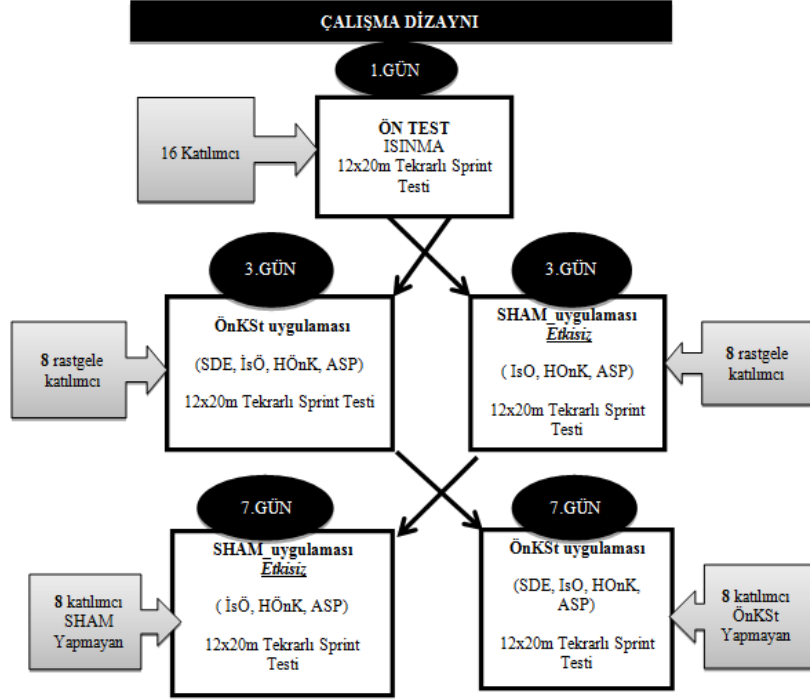 ÇALIŞMA DİZAYNI
1.GÜN
16 Katılımcı
ÖN TEST
ISINMA
12x20m Tekrarlı Sprint
Testi
3.GÜN
3.GÜN
8 rastgele
katılımcı
ÖnKSt uygulaması
(SDE, İsÖ, HÖnK, ASP)
12x20m Tekrarlı Sprint Testi
SHAM_uygulaması
Etkisiz
( IsO, HOnK, ASP)
12x20m Tekrarlı Sprint
Testi
8 rastgele
katılımcı
7.GÜN
7.GÜN
8 katılımcı
SHAM
Yapmayan
SHAM_uygulaması
Etkisiz
( İsÖ, HÖnK, ASP)
12x20m Tekrarlı Sprint
Testi
ÖnKSt uygulaması
(SDE, IsO, HOnK,
ASP)
12x20m Tekrarlı Sprint
Testi
8 katılımcı
ÖnKSt
Yapmayan